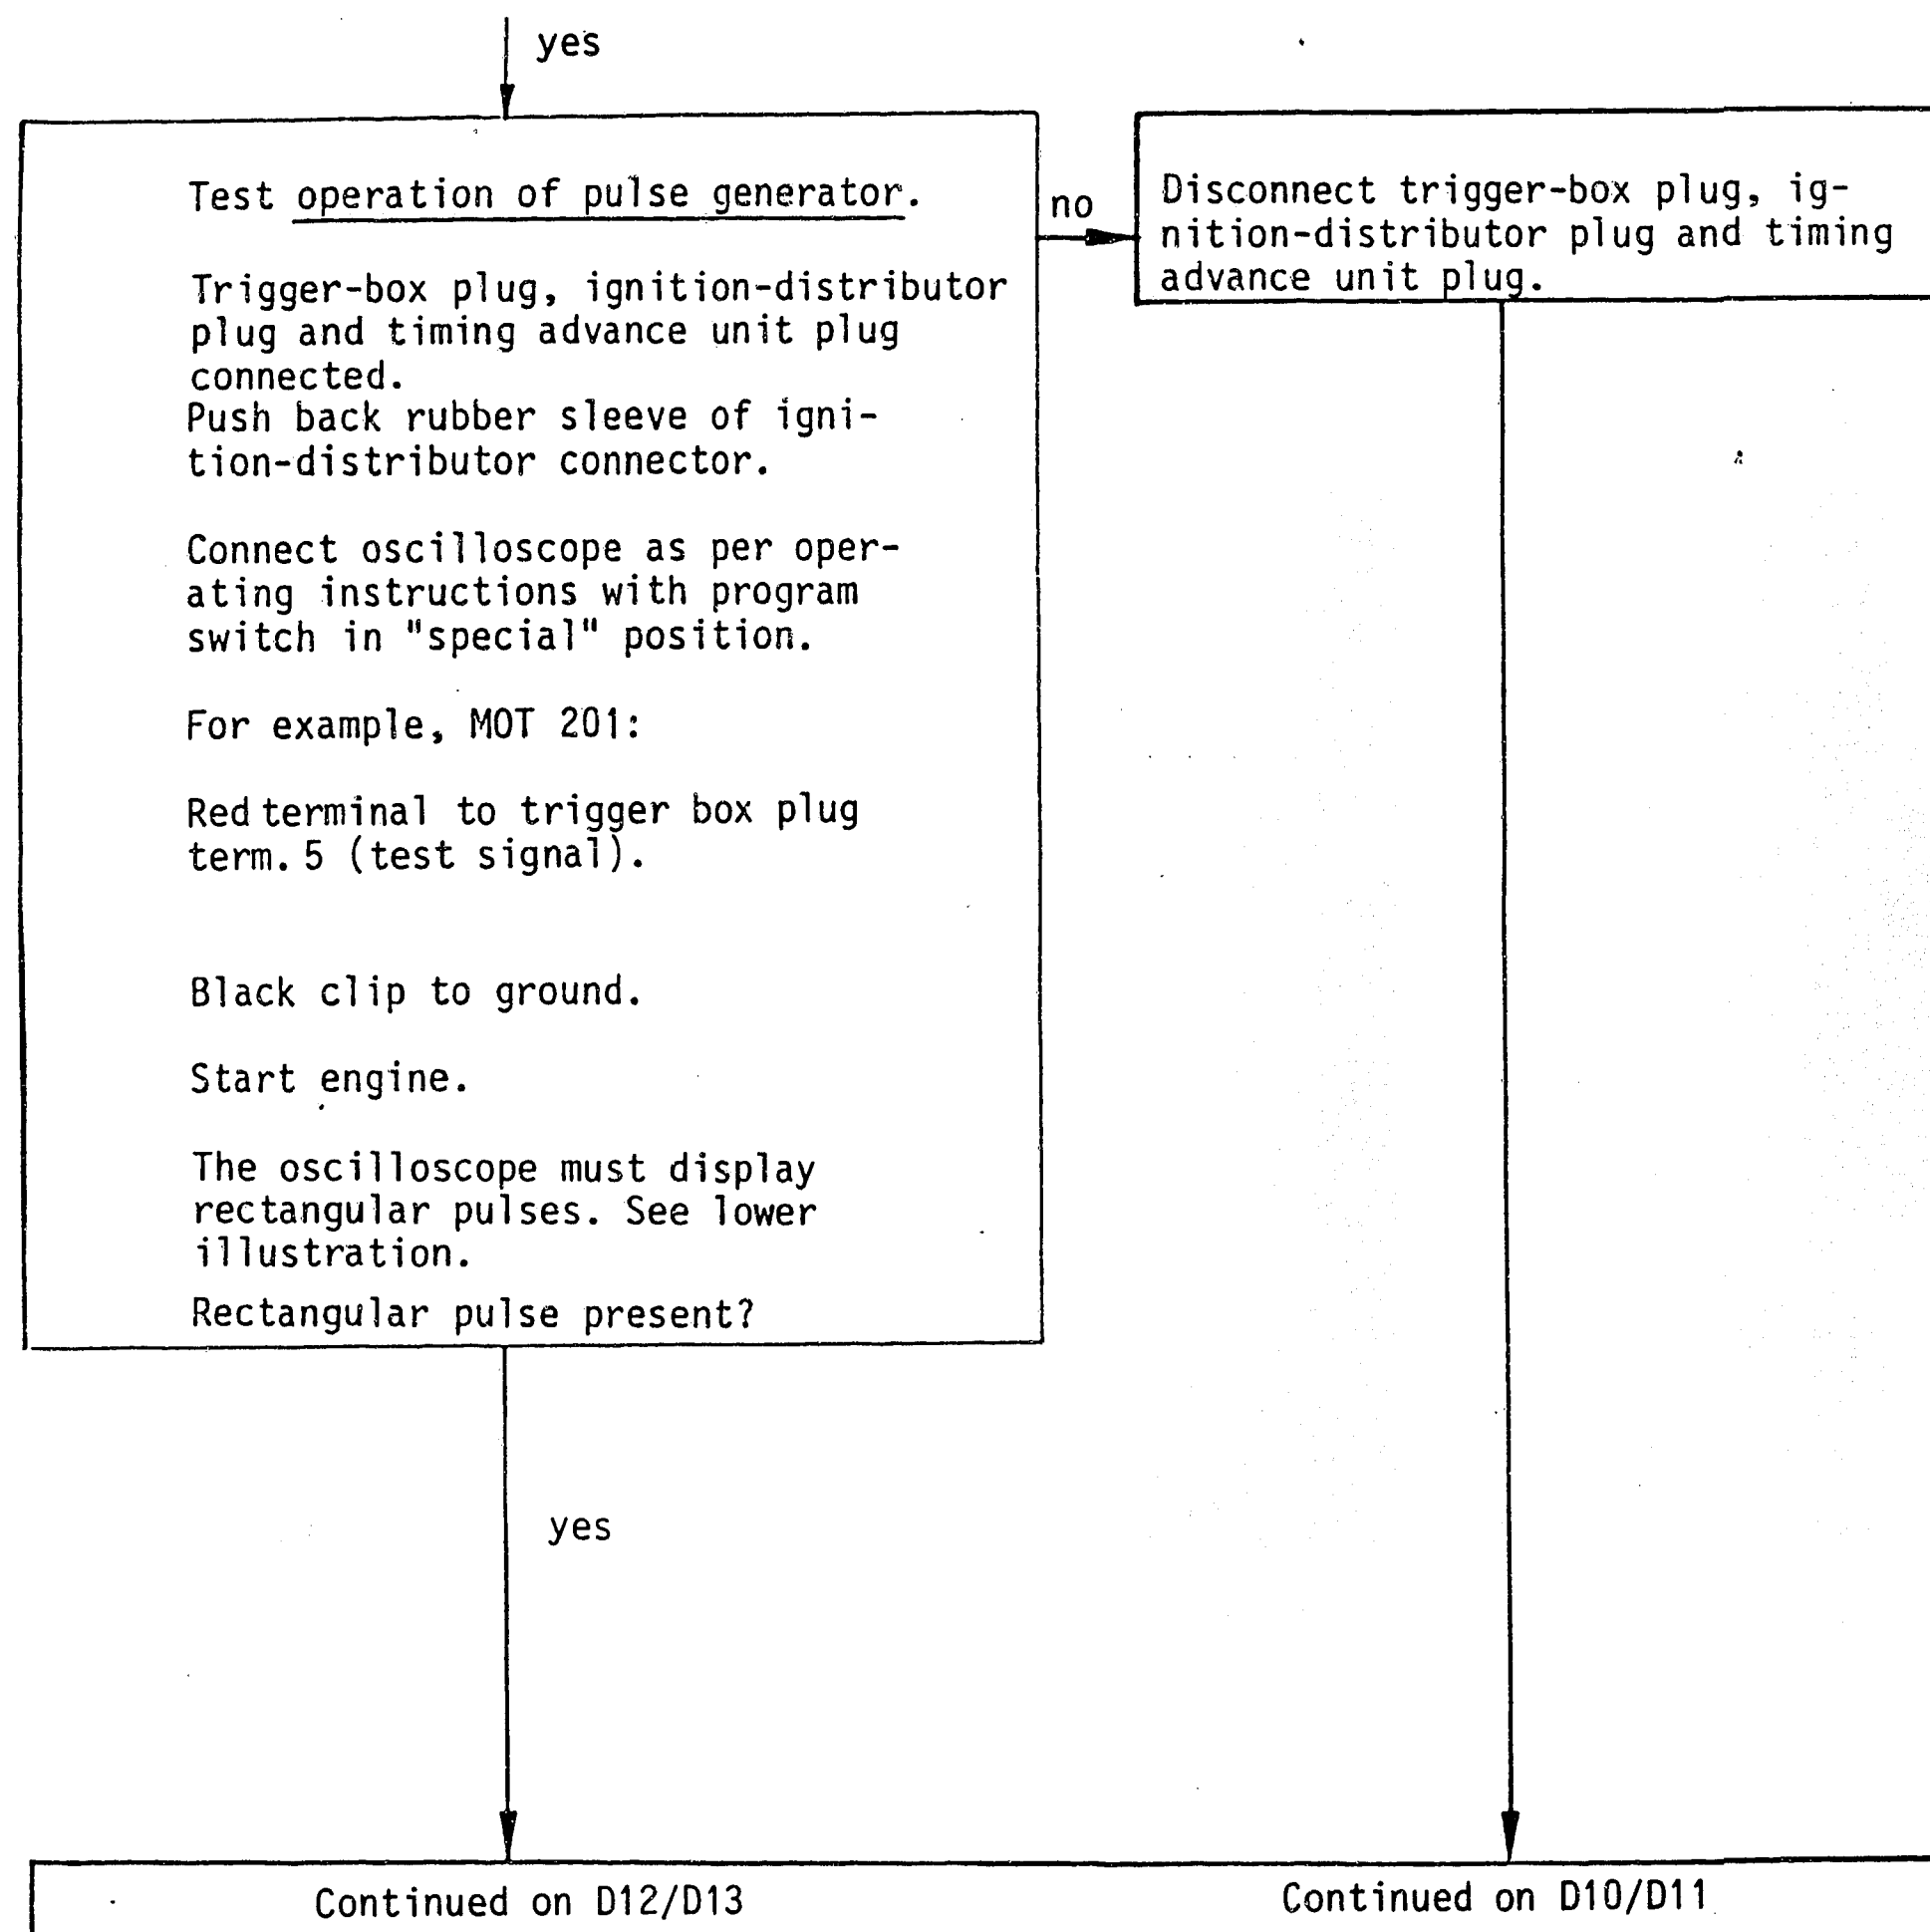 yes
Test operation of pulse generator.
Trigger-box plug, ignition-distributor
plug and timing advance unit plug
connected.
Push back rubber sleeve of igni-
tion-distributor connector.
Connect oscilloscope as per oper-
ating instructions with program
switch in "special" position.
For example, MOT 201:
Red terminal to trigger box plug
term. 5 (test signal).
Black clip to ground.
Start engine.
The oscilloscope must display
rectangular pulses. See lower
illustration.
Rectangular pulse present?
no
Disconnect trigger-box plug, ig-
nition-distributor plug and timing
advance unit plug.
yes
Continued on D12/D13
Continued on D10/D11